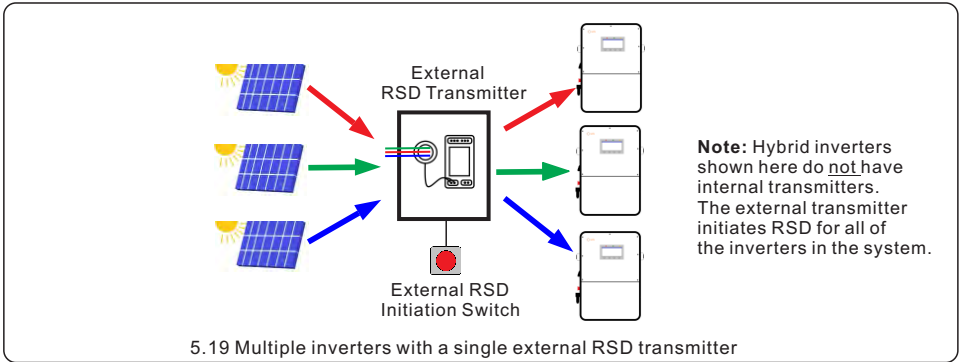 External
RSD Transmitter
Note: Hybrid inverters
shown here do not have
internal transmitters.
The external transmitter
initiates RSD for all of
the inverters in the system.
External RSD
Initiation Switch
5.19 Multiple inverters with a single external RSD transmitter